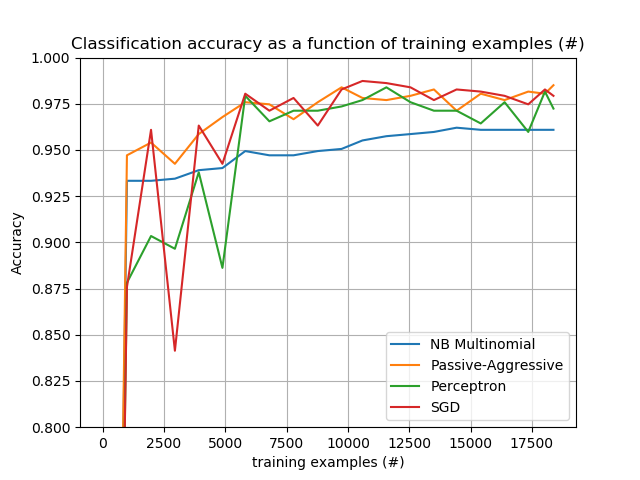 Classification accuracy as a function of training examples (#)
1.000
0.975
0.950
0.925
0.900
0.875
0.850
0.825
0.800
Accuracy
NB Multinomial
Passive-Aggressive
Perceptron
SGD
0 2500 5000 7500 10000 12500 15000 17500
training examples (#)